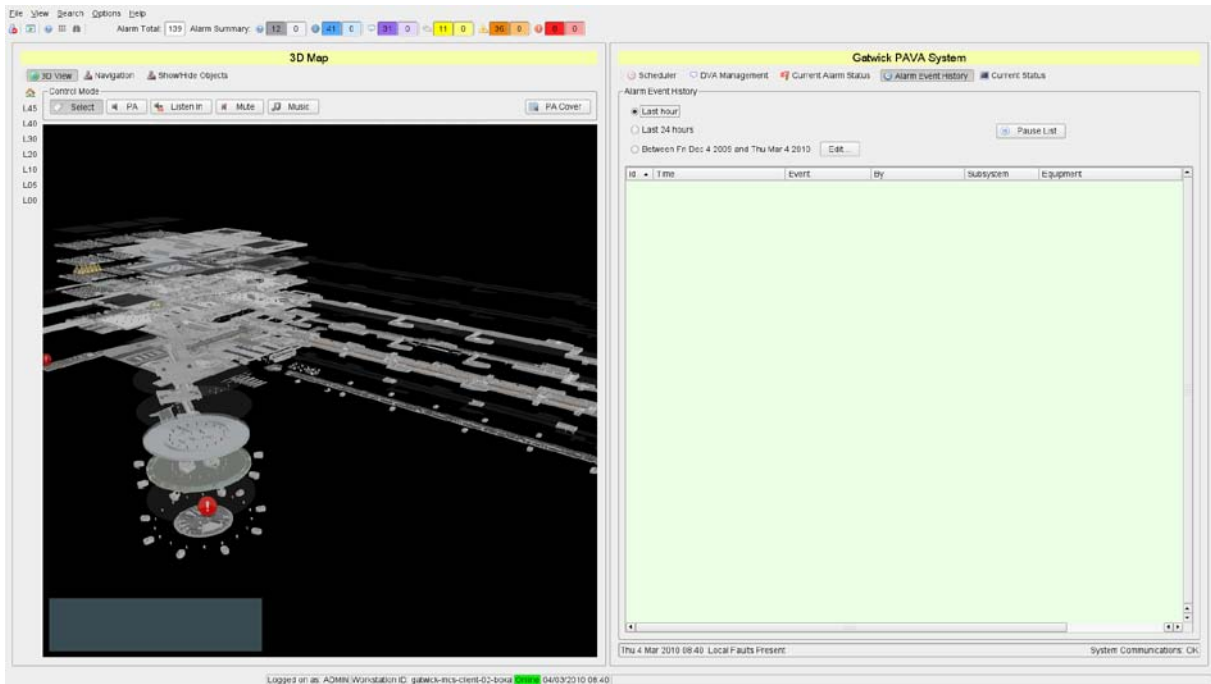 File View Search Options Help
Alarm Total: 139 Alarm Summary: 12 0 41 0 31 0 11 0 36 0 8 0
3D Map
3D View Navigation Show/Hide Objects
Control Mode
Select PA Listen In Mute Music PA Cover
L45
L40
L30
L20
L10
L05
L00
Gatwick PAVA System
Scheduler DVA Management Current Alarm Status Alarm Event History Current Status
Alarm Event History
Last hour
Last 24 hours
Pause List
Between Fri Dec 4 2009 and Thu Mar 4 2010 Edit...
Id Time Event By Subsystem Equipment
Thu 4 Mar 2010 08:40 Local Faults Present System Communications: OK
Logged on as: ADMIN Workstation ID: gatwick-mcs-client-02-boxa Online 04/03/2010 08:40